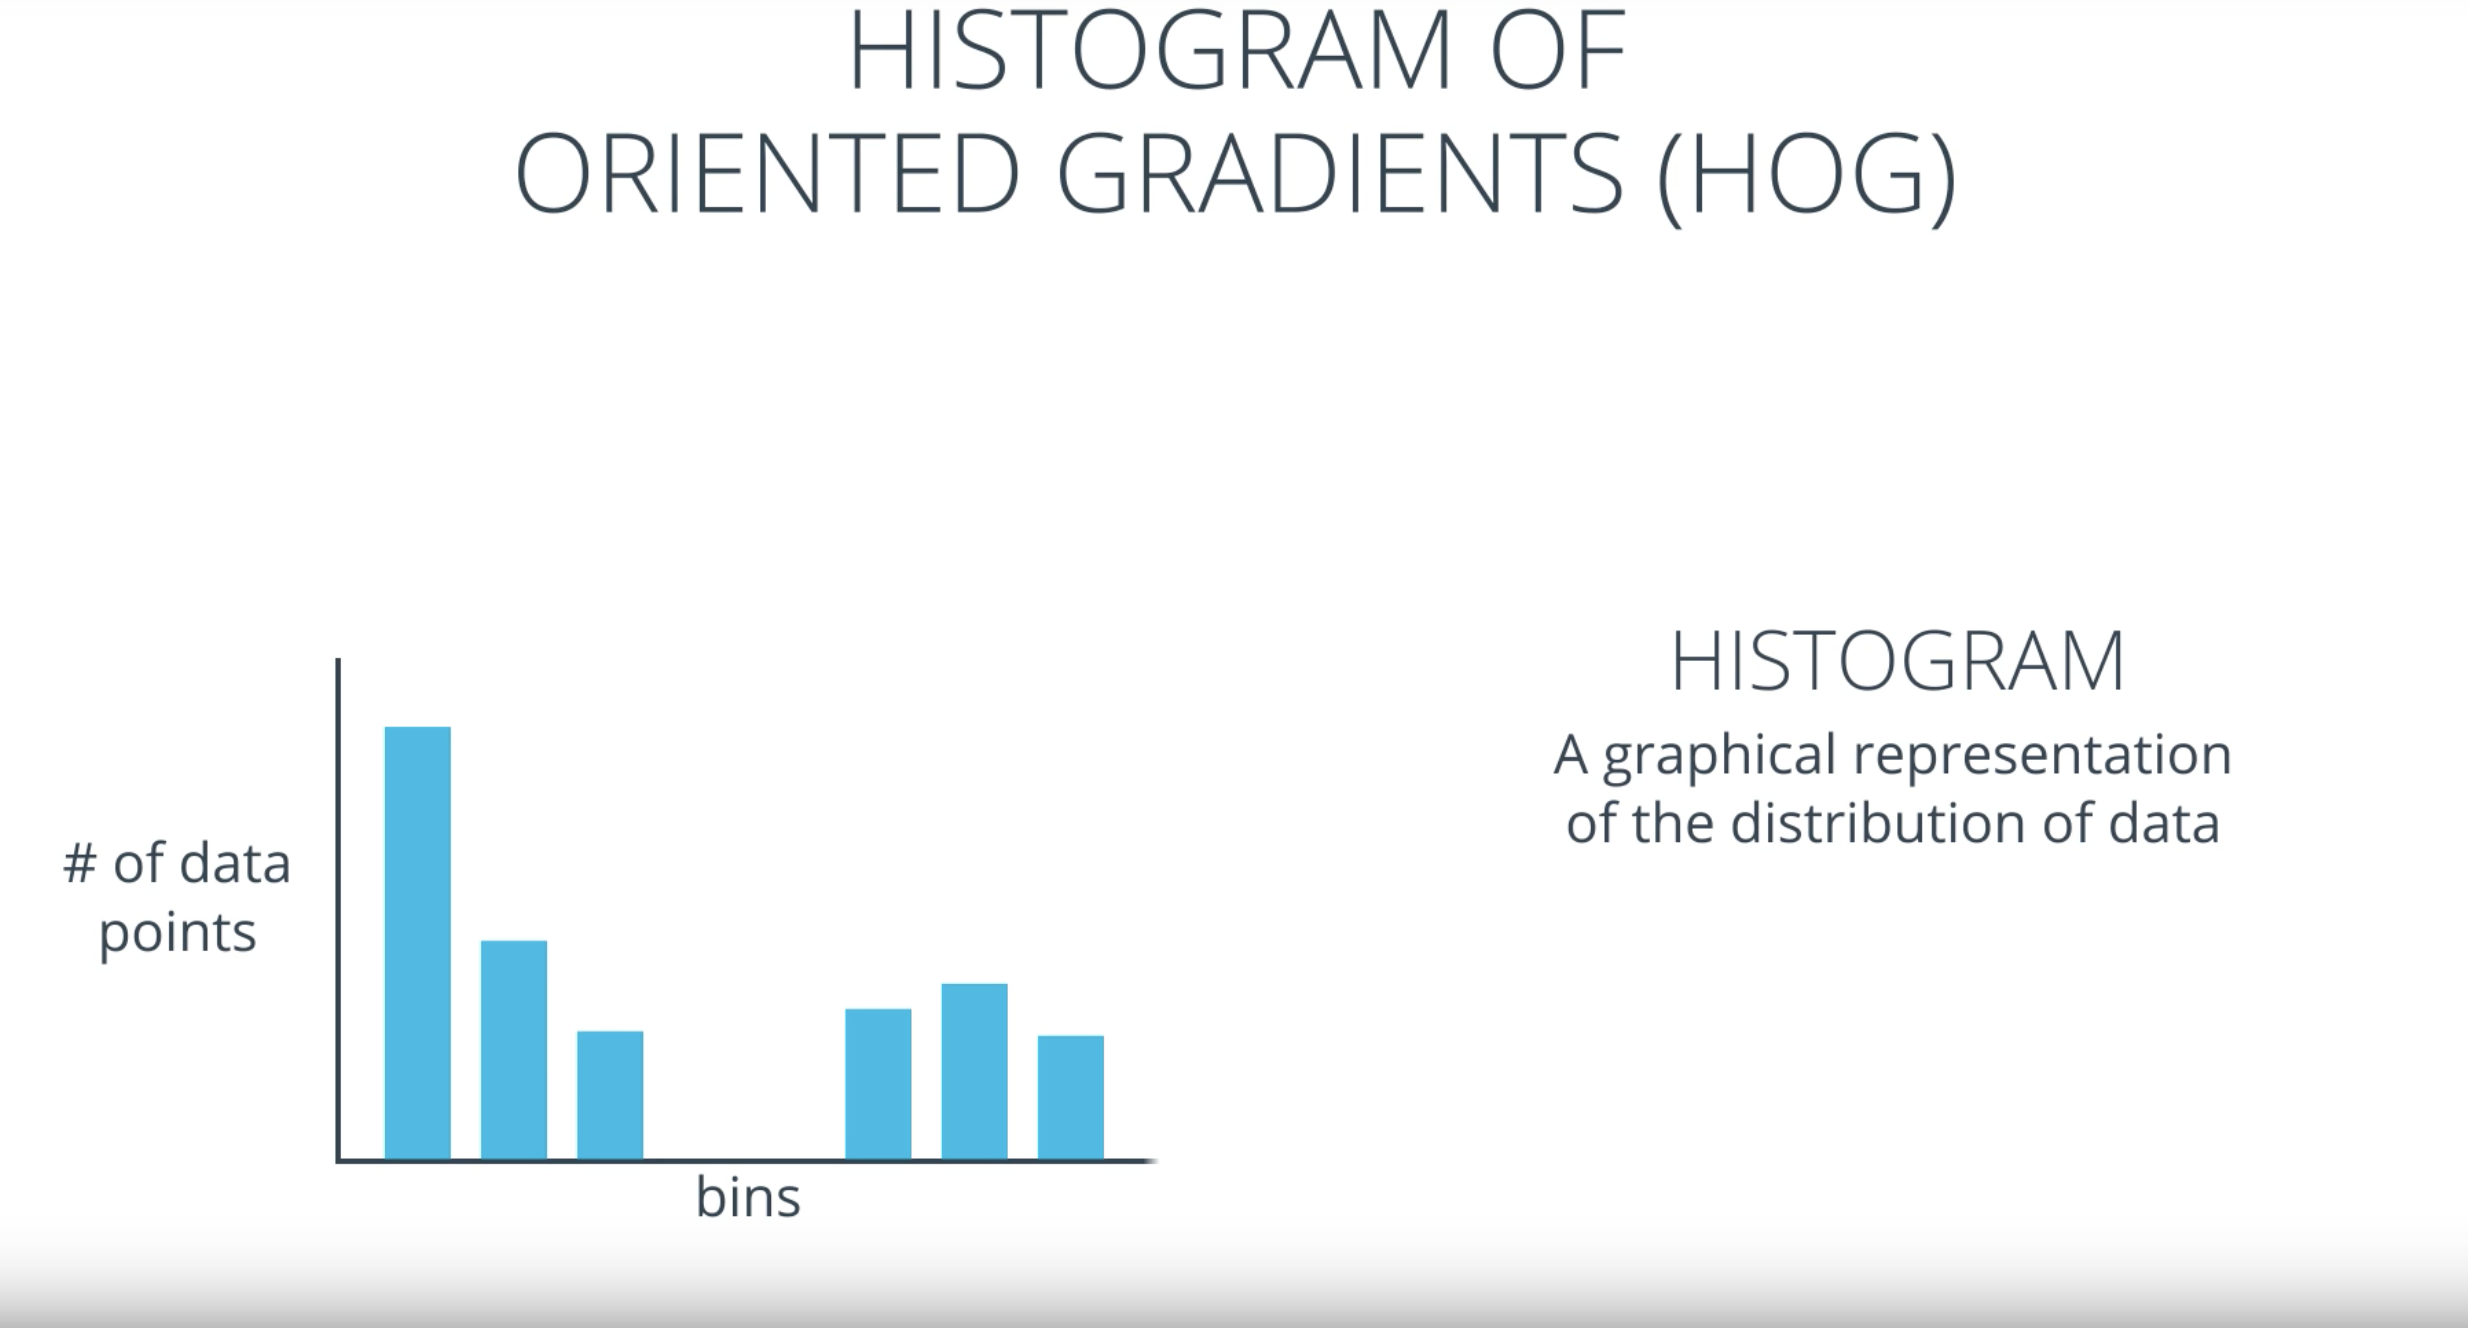 HISTOGRAM OF
ORIENTED GRADIENTS (HOG)
# of data
points
bins
HISTOGRAM
A graphical representation
of the distribution of data